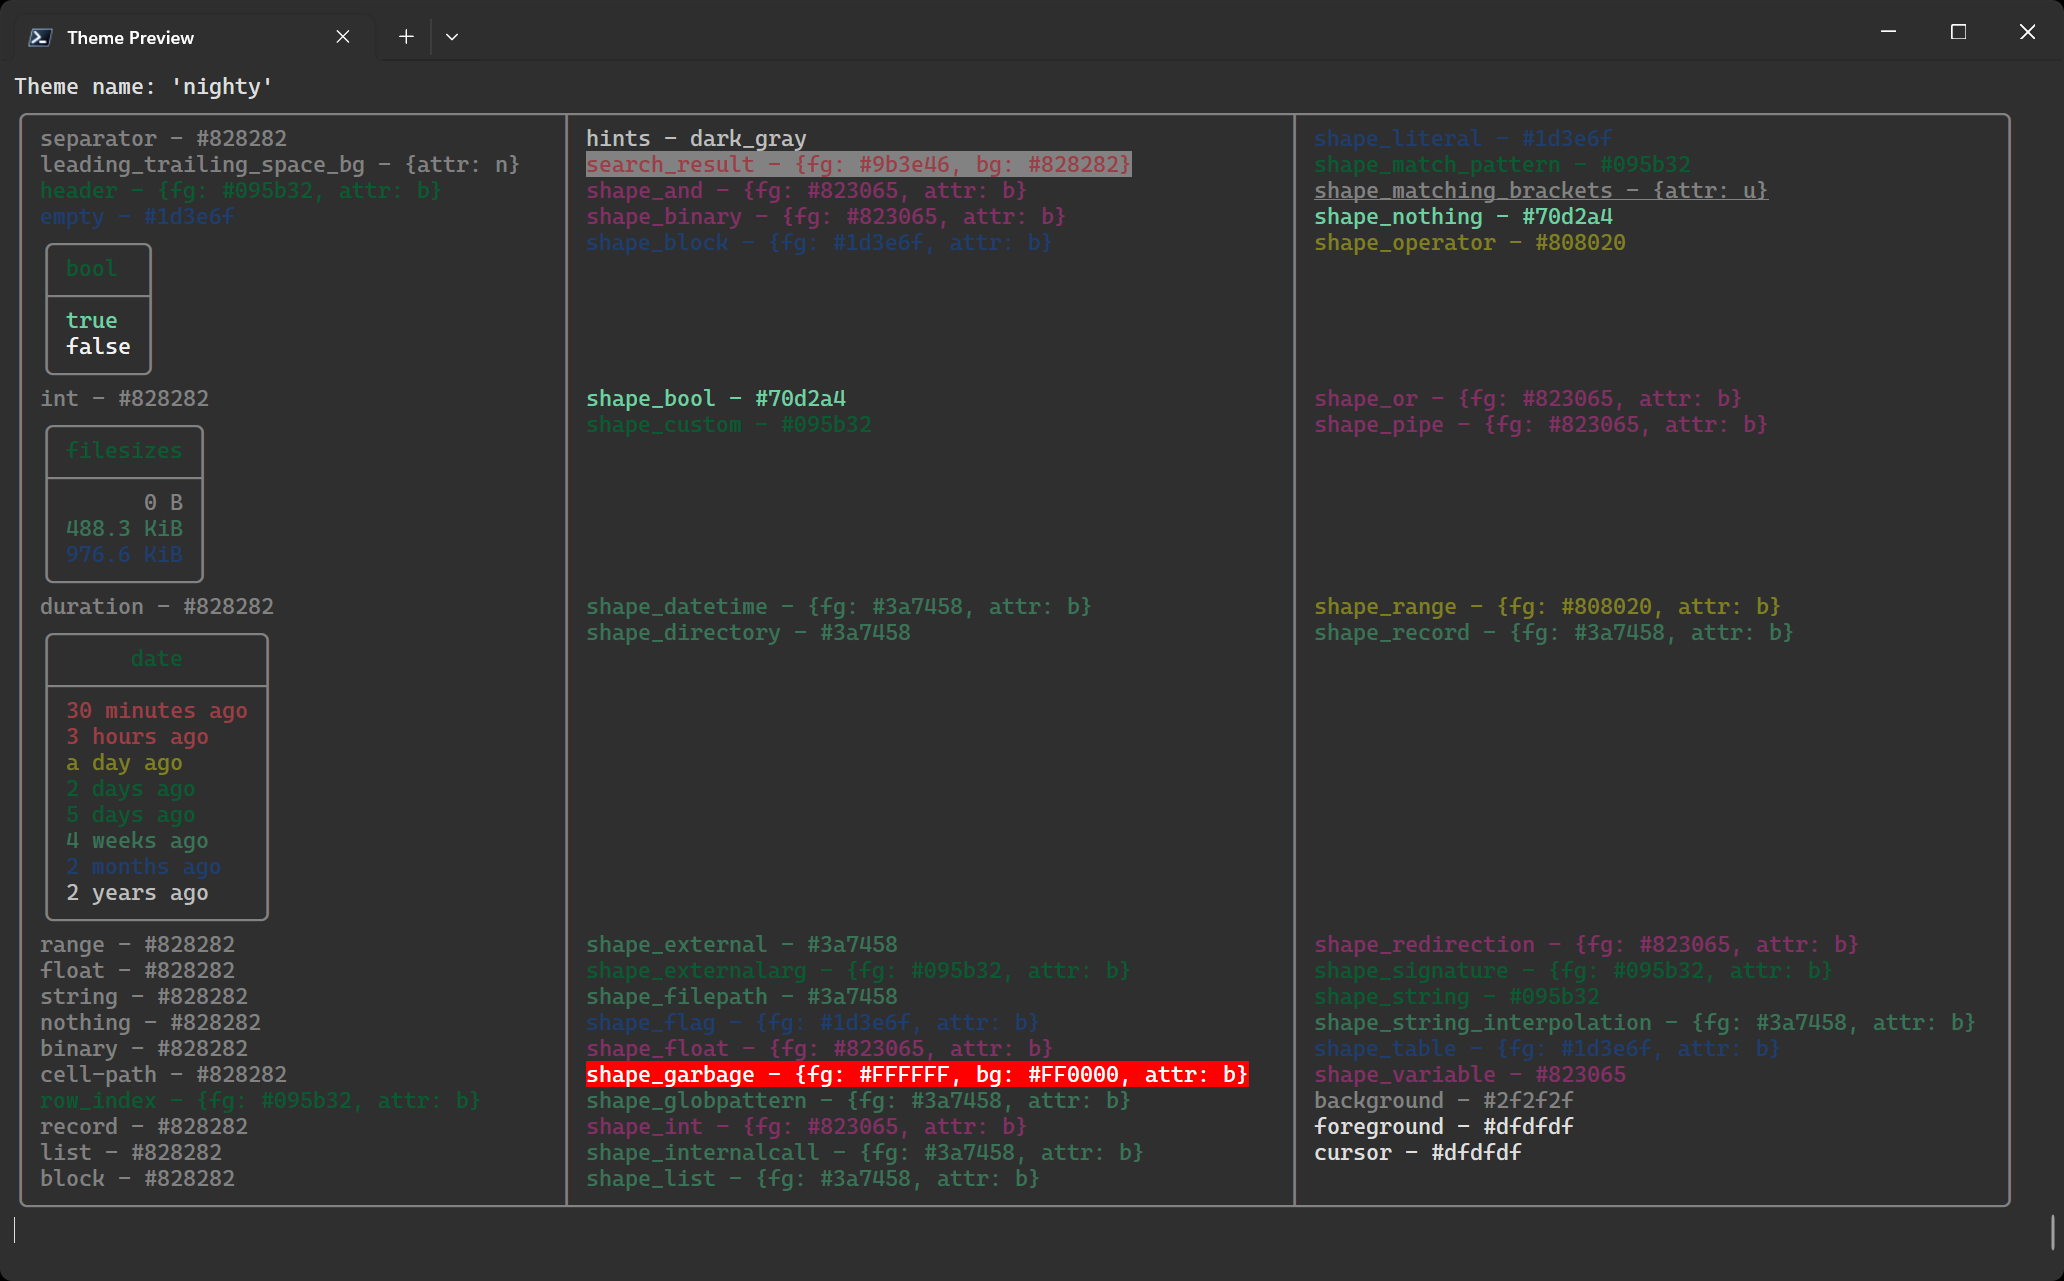 Theme Preview
Theme name: 'nighty'
separator - #828282
leading_trailing_space_bg - {attr: n}
header - {fg: #095b32, attr: b}
empty - #1d3e6f
bool
true
false
int - #828282
filesizes
0 B
488.3 KiB
976.6 KiB
duration - #828282
date
30 minutes ago
3 hours ago
a day ago
2 days ago
5 days ago
4 weeks ago
2 months ago
2 years ago
range - #828282
float - #828282
string - #828282
nothing - #828282
binary - #828282
cell-path - #828282
row_index - {fg: #095b32, attr: b}
record - #828282
list - #828282
block - #828282
hints - dark_gray
search_result - {fg: #9b3e46, bg: #828282}
shape_and - {fg: #823065, attr: b}
shape_binary - {fg: #823065, attr: b}
shape_block - {fg: #1d3e6f, attr: b}
shape_bool - #70d2a4
shape_custom - #095b32
shape_datetime - {fg: #3a7458, attr: b}
shape_directory - #3a7458
shape_external - #3a7458
shape_externalarg - {fg: #095b32, attr: b}
shape_filepath - #3a7458
shape_flag - {fg: #1d3e6f, attr: b}
shape_float - {fg: #823065, attr: b}
shape_garbage - {fg: #FFFFFF, bg: #FF0000, attr: b}
shape_globpattern - {fg: #3a7458, attr: b}
shape_int - {fg: #823065, attr: b}
shape_internalcall - {fg: #3a7458, attr: b}
shape_list - {fg: #3a7458, attr: b}
shape_literal - #1d3e6f
shape_match_pattern - #095b32
shape_matching_brackets - {attr: u}
shape_nothing - #70d2a4
shape_operator - #808020
shape_or - {fg: #823065, attr: b}
shape_pipe - {fg: #823065, attr: b}
shape_range - {fg: #808020, attr: b}
shape_record - {fg: #3a7458, attr: b}
shape_redirection - {fg: #823065, attr: b}
shape_signature - {fg: #095b32, attr: b}
shape_string - #095b32
shape_string_interpolation - {fg: #3a7458, attr: b}
shape_table - {fg: #1d3e6f, attr: b}
shape_variable - #823065
background - #2f2f2f
foreground - #dfdfdf
cursor - #dfdfdf